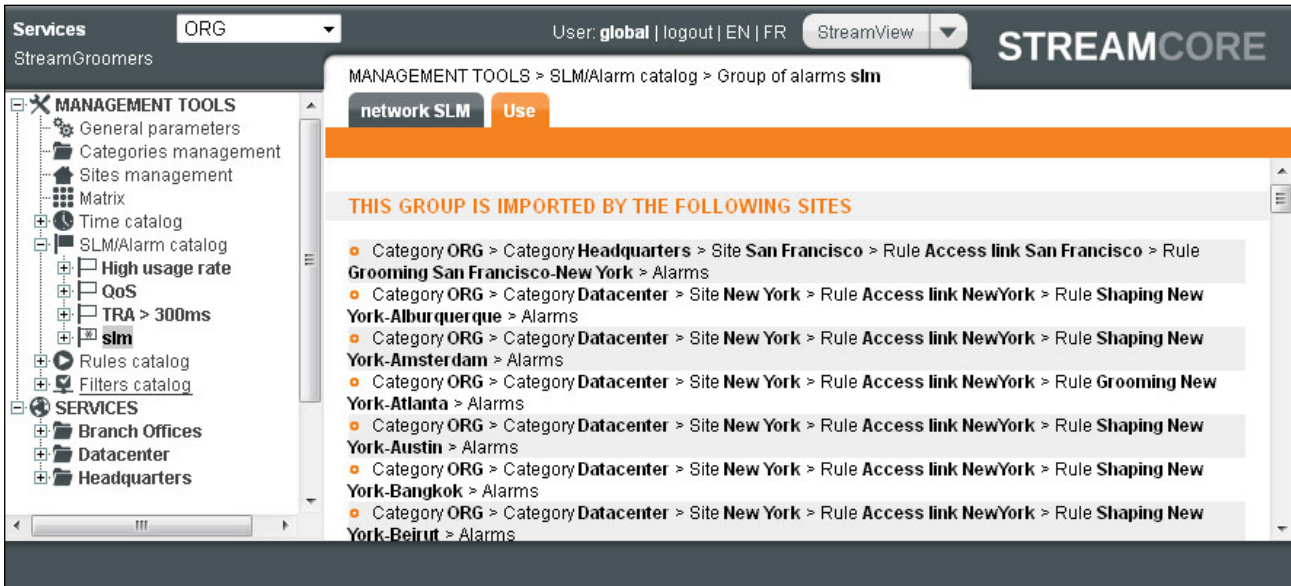 Services
ORG
User: global | logout | EN | FR
StreamView
STREAMCORE
StreamGroomers
MANAGEMENT TOOLS > SLM/Alarm catalog > Group of alarms slm
network SLM
Use
MANAGEMENT TOOLS
General parameters
Categories management
Sites management
Matrix
Time catalog
SLM/Alarm catalog
High usage rate
QoS
TRA > 300ms
slm
Rules catalog
Filters catalog
SERVICES
Branch Offices
Datacenter
Headquarters
THIS GROUP IS IMPORTED BY THE FOLLOWING SITES
Category ORG > Category Headquarters > Site San Francisco > Rule Access link San Francisco > Rule
Grooming San Francisco-New York > Alarms
Category ORG > Category Datacenter > Site New York > Rule Access link NewYork > Rule Shaping New
York-Alburquerque > Alarms
Category ORG > Category Datacenter > Site New York > Rule Access link NewYork > Rule Shaping New
York-Amsterdam > Alarms
Category ORG > Category Datacenter > Site New York > Rule Access link NewYork > Rule Grooming New
York-Atlanta > Alarms
Category ORG > Category Datacenter > Site New York > Rule Access link NewYork > Rule Shaping New
York-Austin > Alarms
Category ORG > Category Datacenter > Site New York > Rule Access link NewYork > Rule Shaping New
York-Bangkok > Alarms
Category ORG > Category Datacenter > Site New York > Rule Access link NewYork > Rule Shaping New
York-Beirut > Alarms